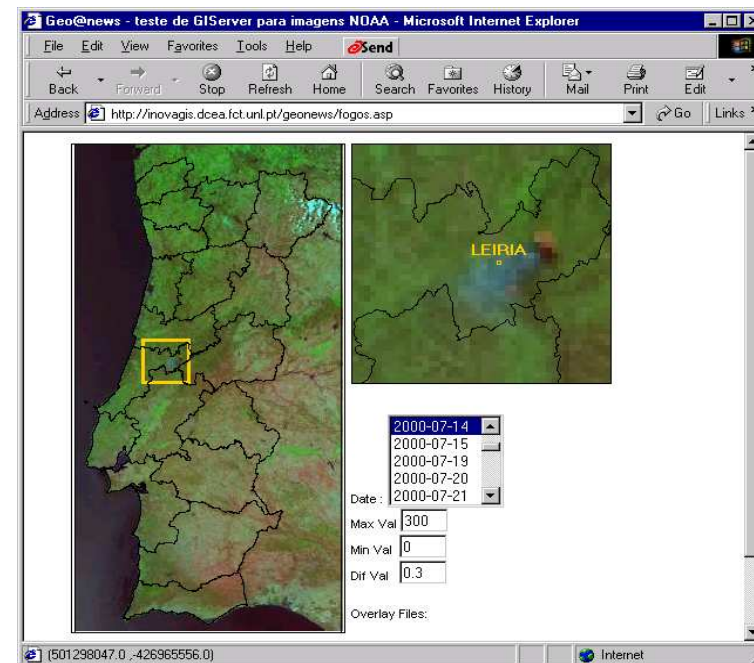 Geo@news - teste de GIServer para imagens NOAA - Microsoft Internet Explorer
File Edit View Favorites Tools Help Send
Back Forward Stop Refresh Home Search Favorites History Mail Print Edit
Address http://inovagis.dcea.fct.unl.pt/geonews/fogos.asp Go Links
LEIRIA
2000-07-14
2000-07-15
2000-07-19
2000-07-20
Date : 2000-07-21
Max Val 300
Min Val 0
Dif Val 0.3
Overlay Files:
(501298047.0 ,-426965556.0) Internet